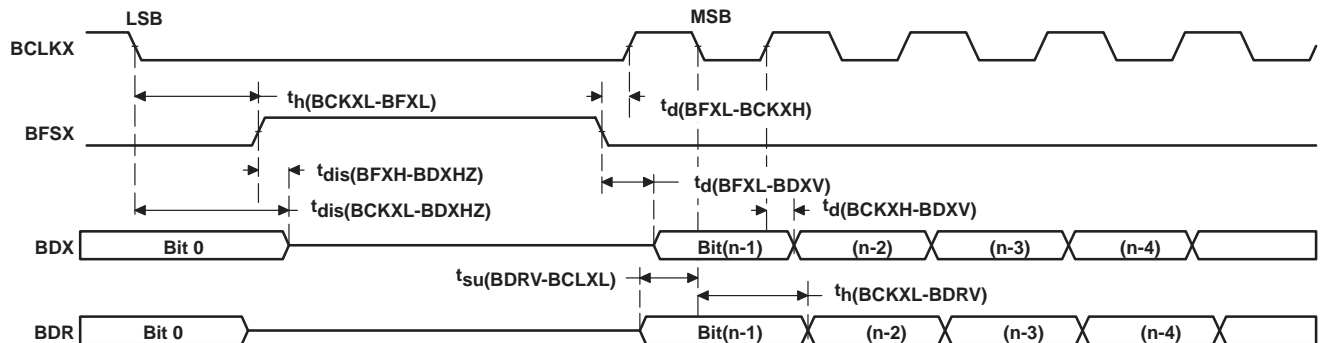 LSB MSB
BCLKX
th(BCKXL-BFXL)
td(BFXL-BCKXH)
BFSX
tdis(BFXH-BDXHZ)
td(BFXL-BDXV)
tdis(BCKXL-BDXHZ)
td(BCKXH-BDXV)
BDX Bit 0 Bit(n-1) (n-2) (n-3) (n-4)
tsu(BDRV-BCLXL)
th(BCKXL-BDRV)
BDR Bit 0 Bit(n-1) (n-2) (n-3) (n-4)